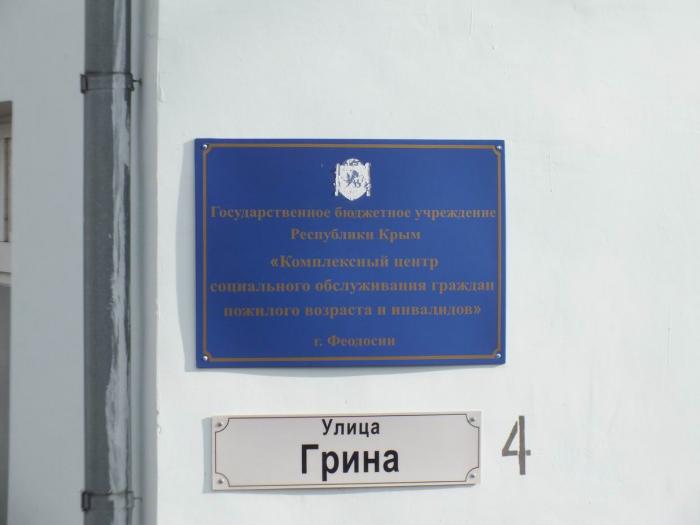 Государственное бюджетное учреждение
Республики Крым
«Комплексный центр
социального обслуживания граждан
пожилого возраста и инвалидов»
г. Феодосии
Улица
Грина
4